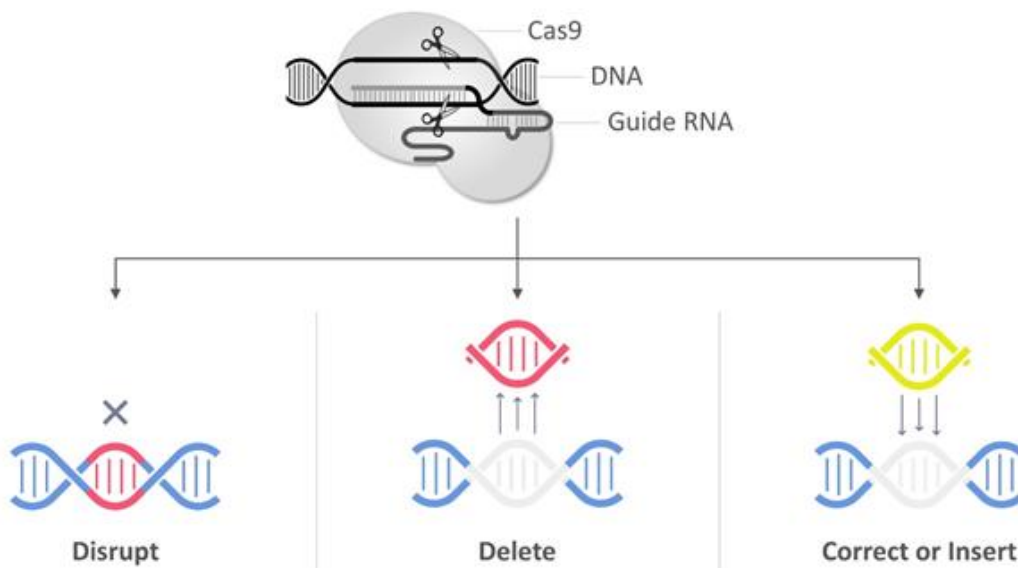 Cas9
DNA
Guide RNA
Disrupt
Delete
Correct or Insert